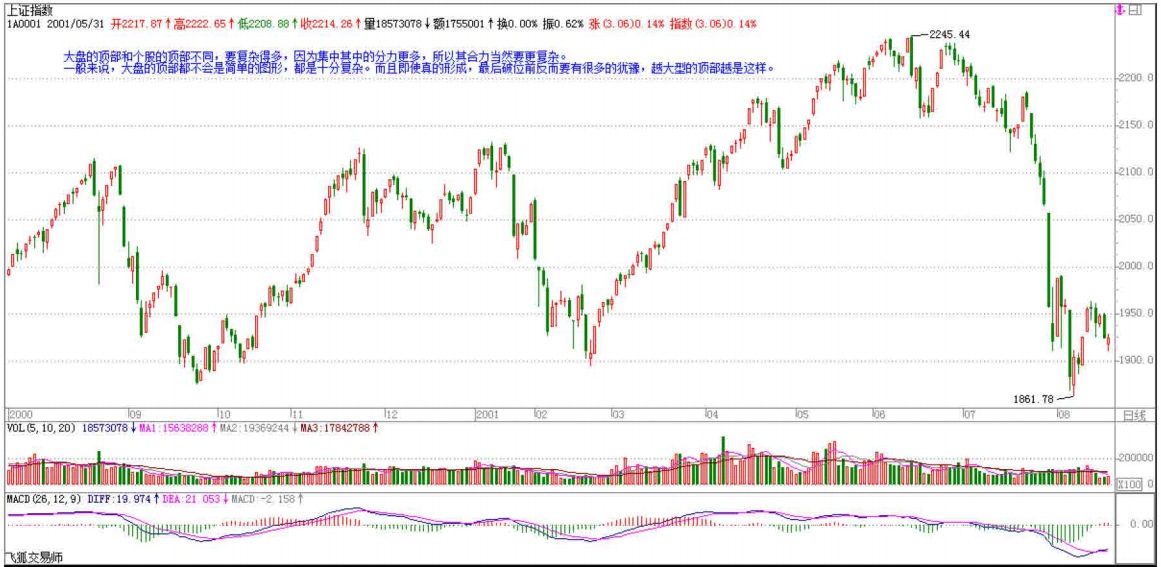 上证指数
1A0001 2001/05/31 开2217.87↑高2222.65↑低2208.88↑收2214.26↑量18573078↓额1755001↑换0.00% 振0.62% 涨(3.06)0.14% 指数(3.06)0.14%
大盘的顶部和个股的顶部不同，要复杂得多，因为集中其中的分力更多，所以其合力当然要更复杂。
一般来说，大盘的顶部都不会是简单的图形，都是十分复杂。而且即使真的形成，最后破位前反而要有很多的犹豫，越大型的顶部越是这样。
2245.44
2200.0
2150.0
2100.0
2050.0
2000.0
1950.0
1900.0
1861.78
2000 09 10 11 12 2001 02 03 04 05 06 07 08 日线
VOL(5,10,20) 18573078↓MA1:15638288↑MA2:19369244↓MA3:17842788↑
200000
X100 0
MACD(26,12,9) DIFF:19.974↑DEA:21.053↓MACD:-2.158↑
0.00
飞狐交易师